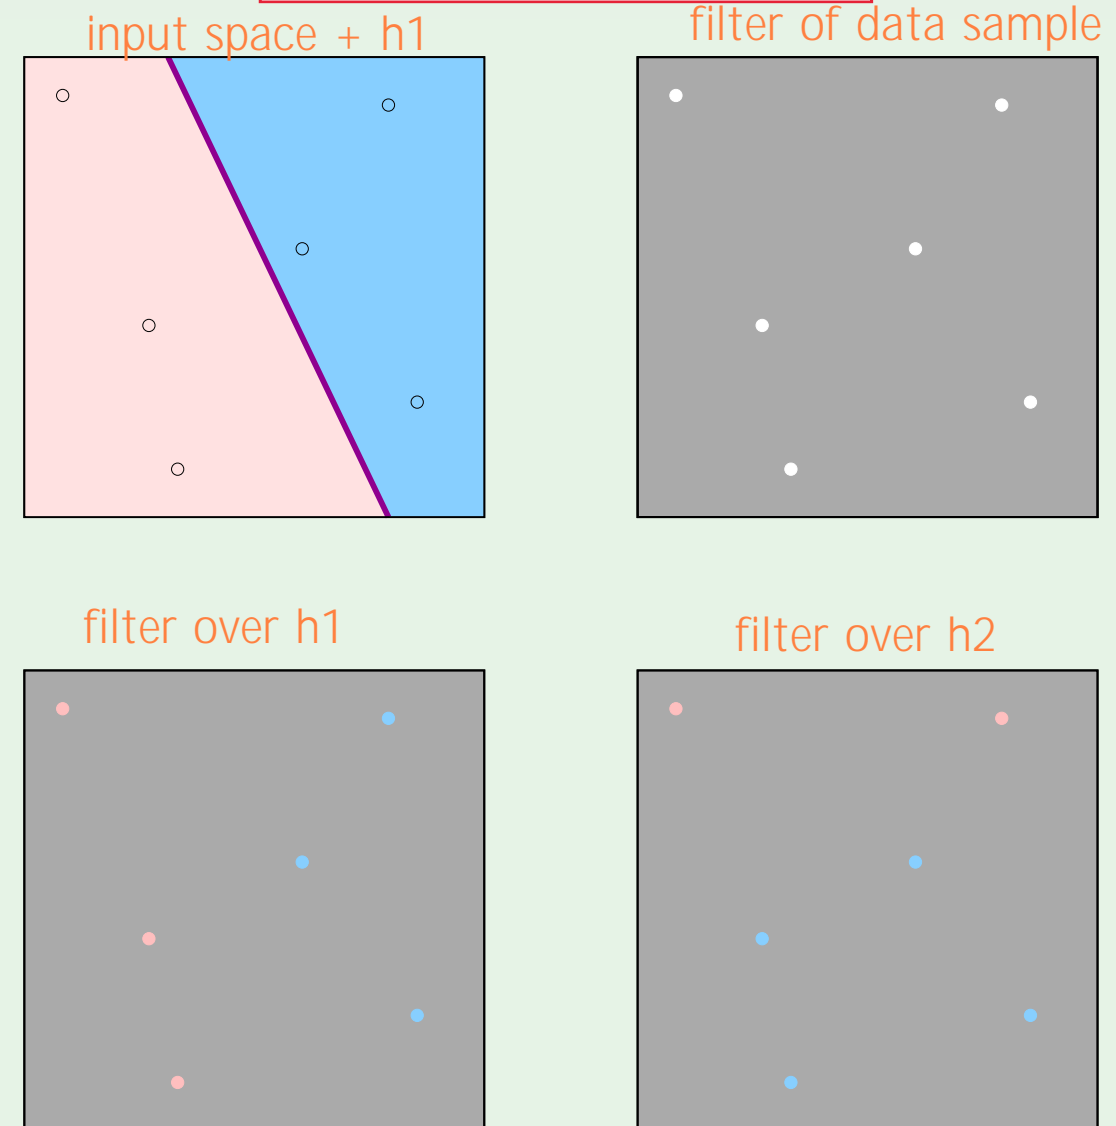 input space + h1
filter of data sample
filter over h1
filter over h2